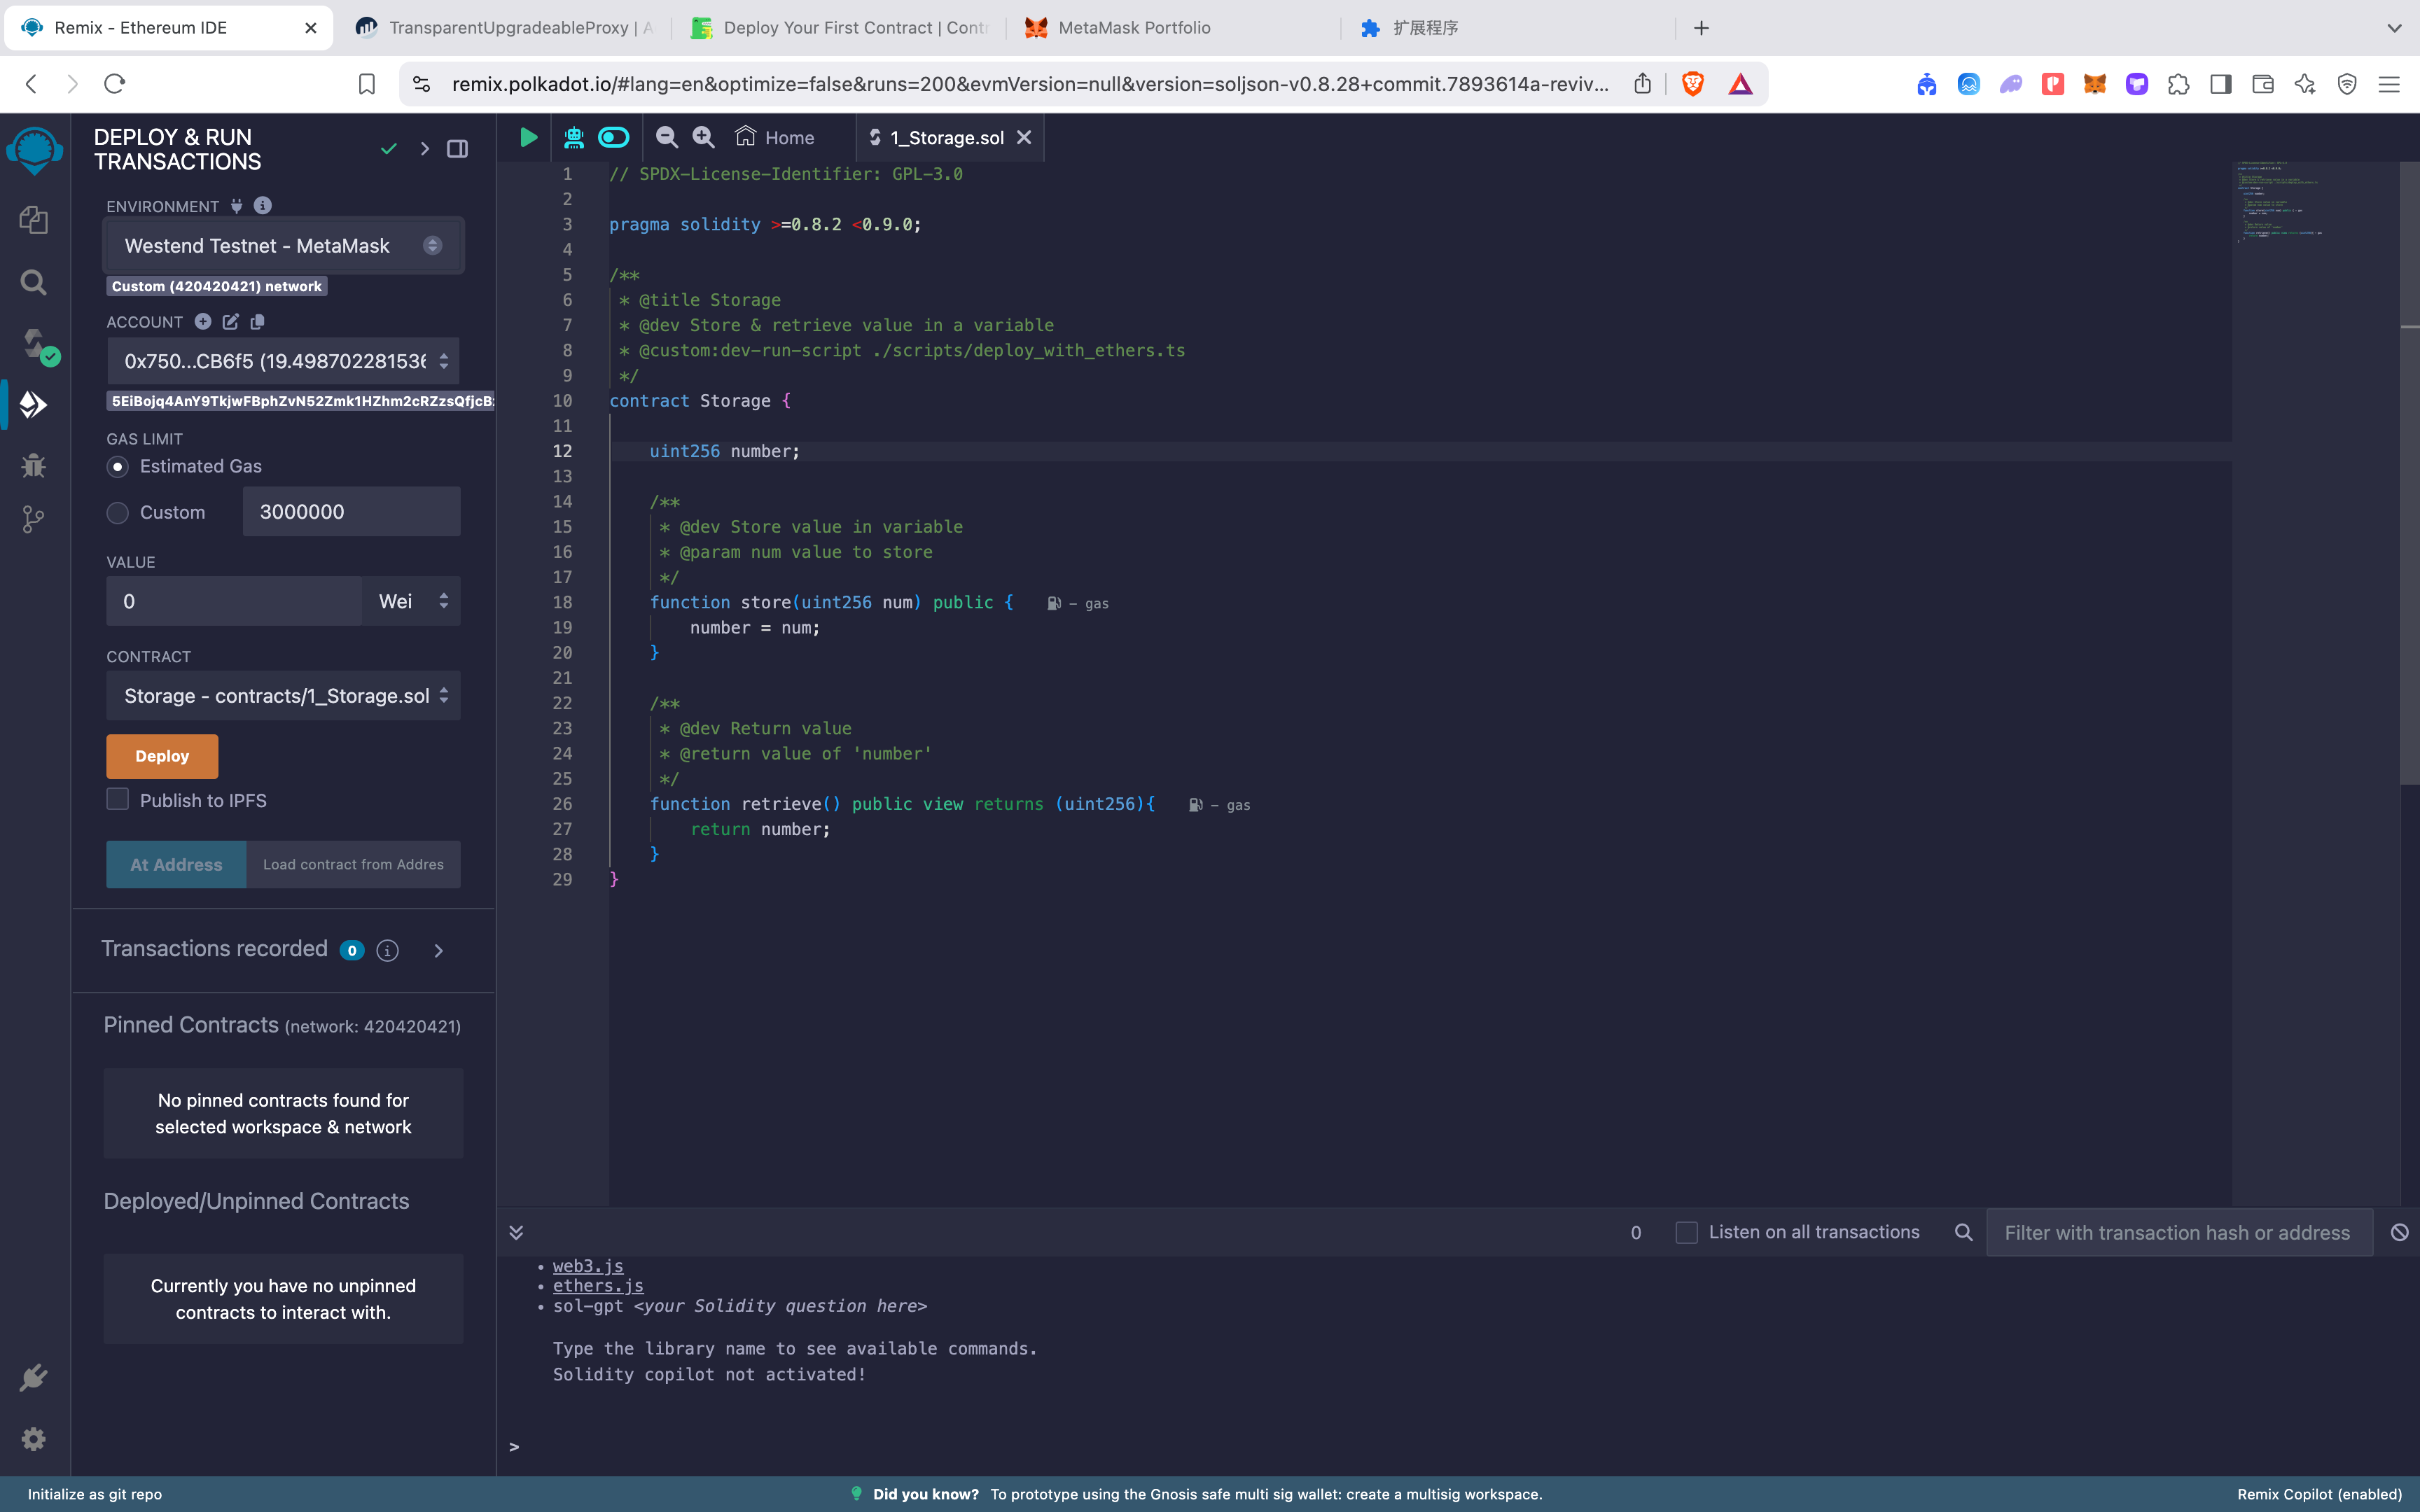 Remix - Ethereum IDE
TransparentUpgradeableProxy | A
Deploy Your First Contract | Contr
MetaMask Portfolio
扩展程序
remix.polkadot.io/#lang=en&optimize=false&runs=200&evmVersion=null&version=soljson-v0.8.28+commit.7893614a-reviv...
DEPLOY & RUN
TRANSACTIONS
ENVIRONMENT
Westend Testnet - MetaMask
Custom (420420421) network
ACCOUNT
0x750...CB6f5 (19.498702281536
5EiBojq4AnY9TkjwFBphZvN52Zmk1HZhm2cRZzsQfjcB
GAS LIMIT
Estimated Gas
Custom
3000000
VALUE
0
Wei
CONTRACT
Storage - contracts/1_Storage.sol
Deploy
Publish to IPFS
At Address
Load contract from Addres
Transactions recorded 0
Pinned Contracts (network: 420420421)
No pinned contracts found for
selected workspace & network
Deployed/Unpinned Contracts
Currently you have no unpinned
contracts to interact with.
Home
1_Storage.sol
1 // SPDX-License-Identifier: GPL-3.0
2
3 pragma solidity >=0.8.2 <0.9.0;
4
5 /**
6 * @title Storage
7 * @dev Store & retrieve value in a variable
8 * @custom:dev-run-script ./scripts/deploy_with_ethers.ts
9 */
10 contract Storage {
11
12 uint256 number;
13
14 /**
15 * @dev Store value in variable
16 * @param num value to store
17 */
18 function store(uint256 num) public { - gas
19 number = num;
20 }
21
22 /**
23 * @dev Return value
24 * @return value of 'number'
25 */
26 function retrieve() public view returns (uint256){ - gas
27 return number;
28 }
29 }
0
Listen on all transactions
Filter with transaction hash or address
• web3.js
• ethers.js
• sol-gpt <your Solidity question here>
Type the library name to see available commands.
Solidity copilot not activated!
>
Initialize as git repo
Did you know? To prototype using the Gnosis safe multi sig wallet: create a multisig workspace.
Remix Copilot (enabled)